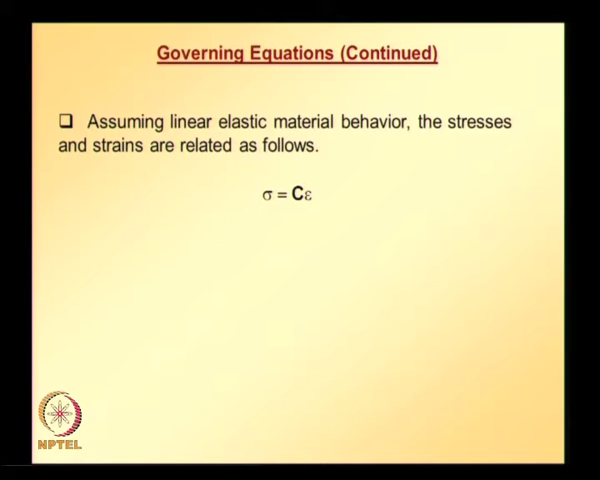 Governing Equations (Continued)
❑ Assuming linear elastic material behavior, the stresses
and strains are related as follows.
σ = Cε
NPTEL